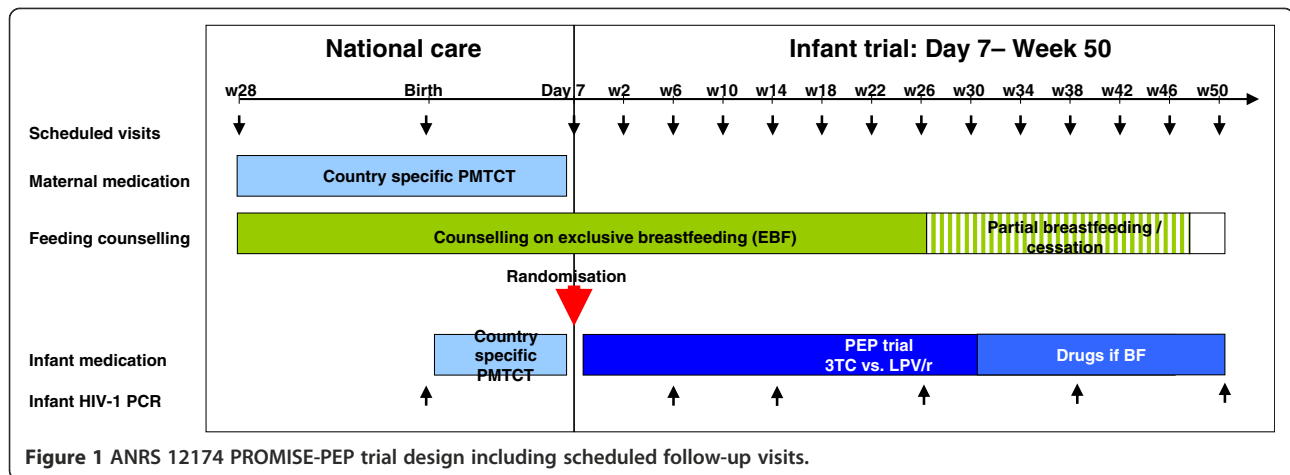 National care
Infant trial: Day 7– Week 50
w28 Birth Day 7 w2 w6 w10 w14 w18 w22 w26 w30 w34 w38 w42 w46 w50
Scheduled visits
Maternal medication
Country specific PMTCT
Feeding counselling
Counselling on exclusive breastfeeding (EBF)
Partial breastfeeding /
cessation
Randomisation
Infant medication
Country
specific
PMTCT
PEP trial
3TC vs. LPV/r
Drugs if BF
Infant HIV-1 PCR
Figure 1 ANRS 12174 PROMISE-PEP trial design including scheduled follow-up visits.